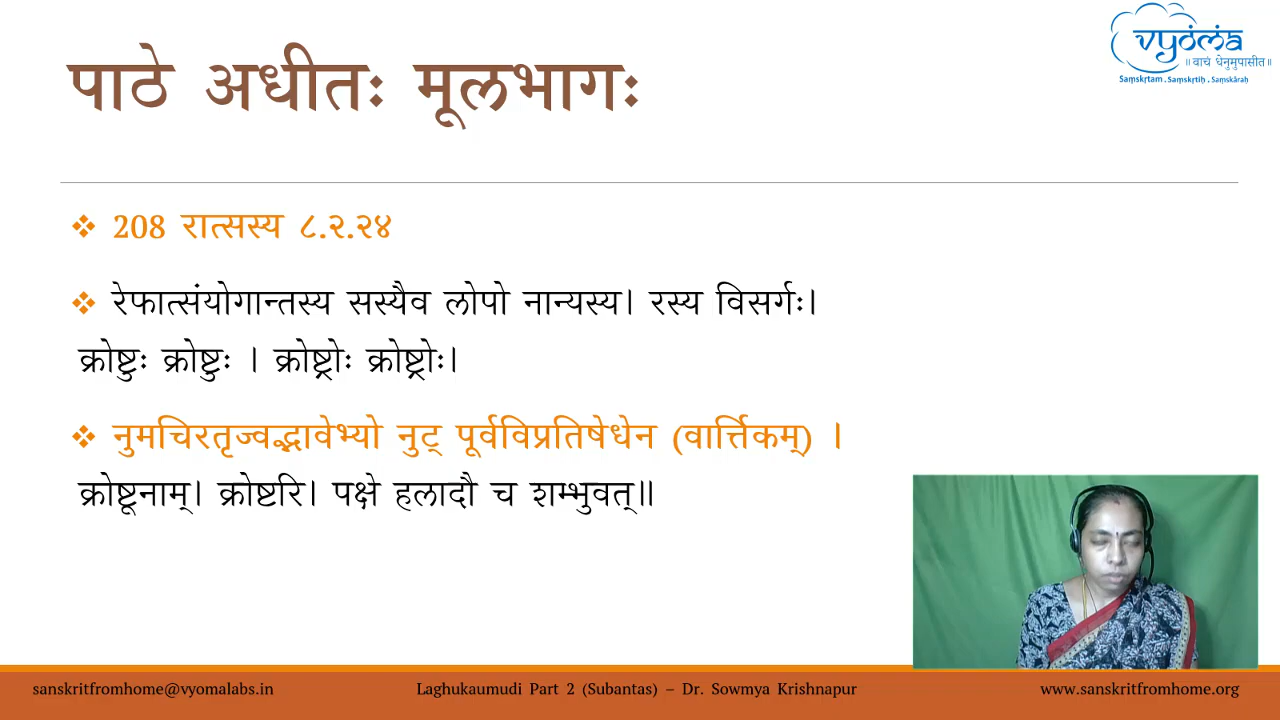 पाठे अधीतः मूलभागः
vyoma
॥वाचं धेनुमुपासीत॥
Saṃskṛtam . Saṃskṛtiḥ . Saṃskāraḥ
❖ 208 रात्सस्य ८.२.२४
❖ रेफात्संयोगान्तस्य सस्यैव लोपो नान्यस्य। रस्य विसर्गः।
क्रोष्टुः क्रोष्टुः । क्रोष्ट्रोः क्रोष्ट्रोः।
❖ नुमचिरतृज्वद्भावेभ्यो नुट् पूर्वविप्रतिषेधेन (वार्त्तिकम्) ।
क्रोष्टूनाम्। क्रोष्टरि। पक्षे हलादौ च शम्भुवत्॥
sanskritfromhome@vyomalabs.in
Laghukaumudi Part 2 (Subantas) – Dr. Sowmya Krishnapur
www.sanskritfromhome.org